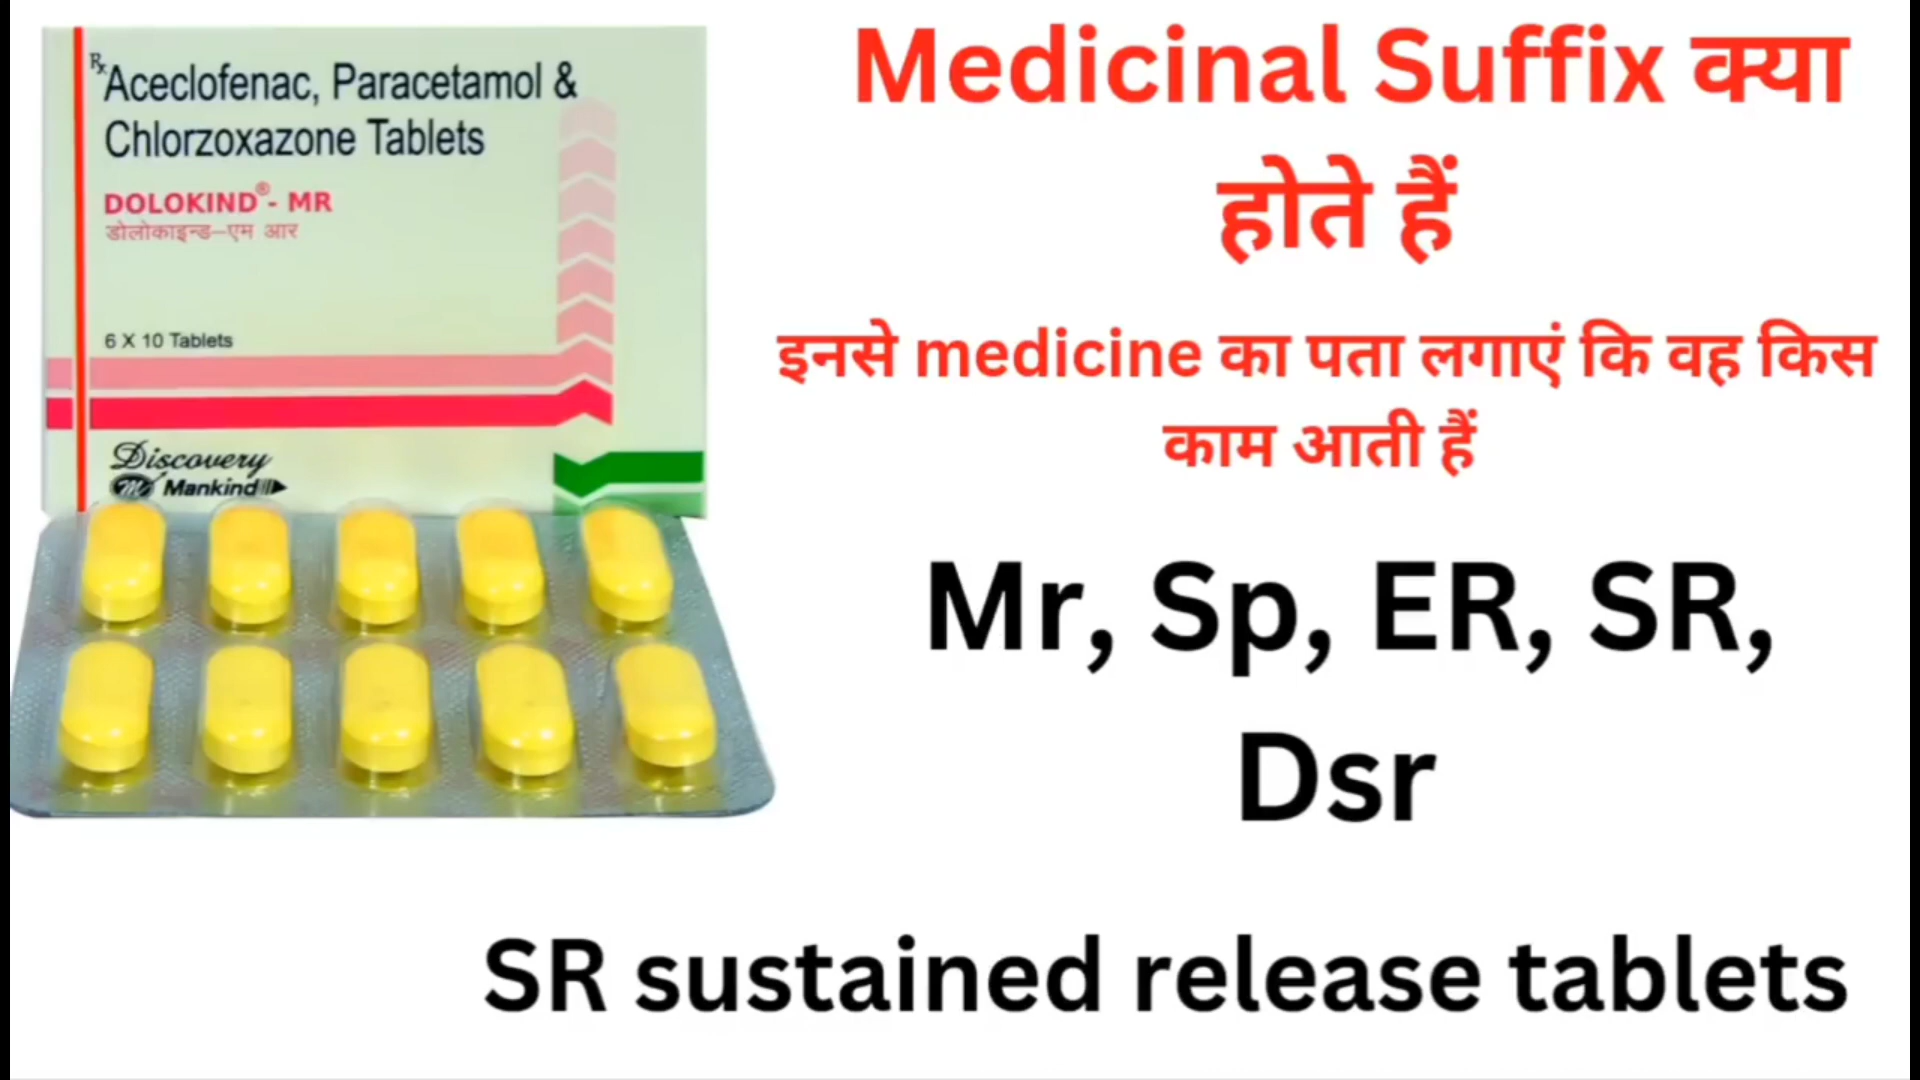 Rx Aceclofenac, Paracetamol &
Chlorzoxazone Tablets
DOLOKIND®- MR
डोलोकाइन्ड–एम आर
6 X 10 Tablets
Discovery
Mankind
Medicinal Suffix क्या
होते हैं
इनसे medicine का पता लगाएं कि वह किस
काम आती हैं
Mr, Sp, ER, SR,
Dsr
SR sustained release tablets